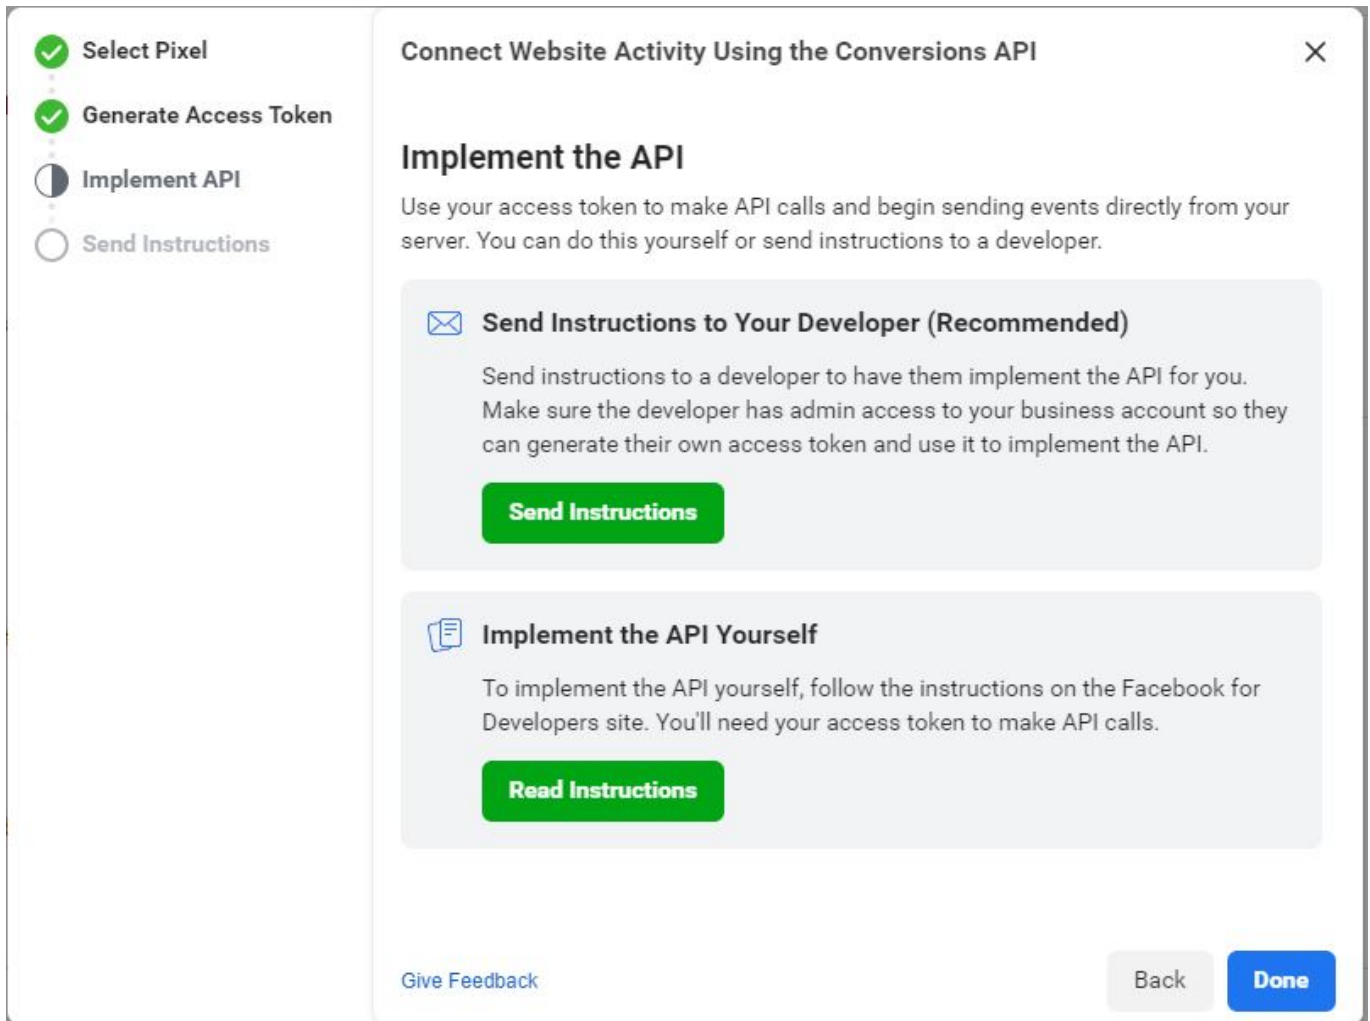 Select Pixel
Generate Access Token
Implement API
Send Instructions
Connect Website Activity Using the Conversions API
Implement the API
Use your access token to make API calls and begin sending events directly from your
server. You can do this yourself or send instructions to a developer.
Send Instructions to Your Developer (Recommended)
Send instructions to a developer to have them implement the API for you.
Make sure the developer has admin access to your business account so they
can generate their own access token and use it to implement the API.
Send Instructions
Implement the API Yourself
To implement the API yourself, follow the instructions on the Facebook for
Developers site. You'll need your access token to make API calls.
Read Instructions
Give Feedback
Back
Done